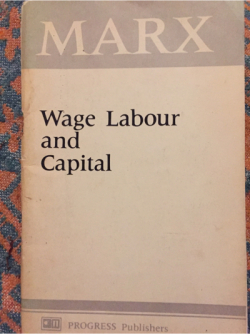 MARX
Wage Labour
and
Capital
PROGRESS Publishers